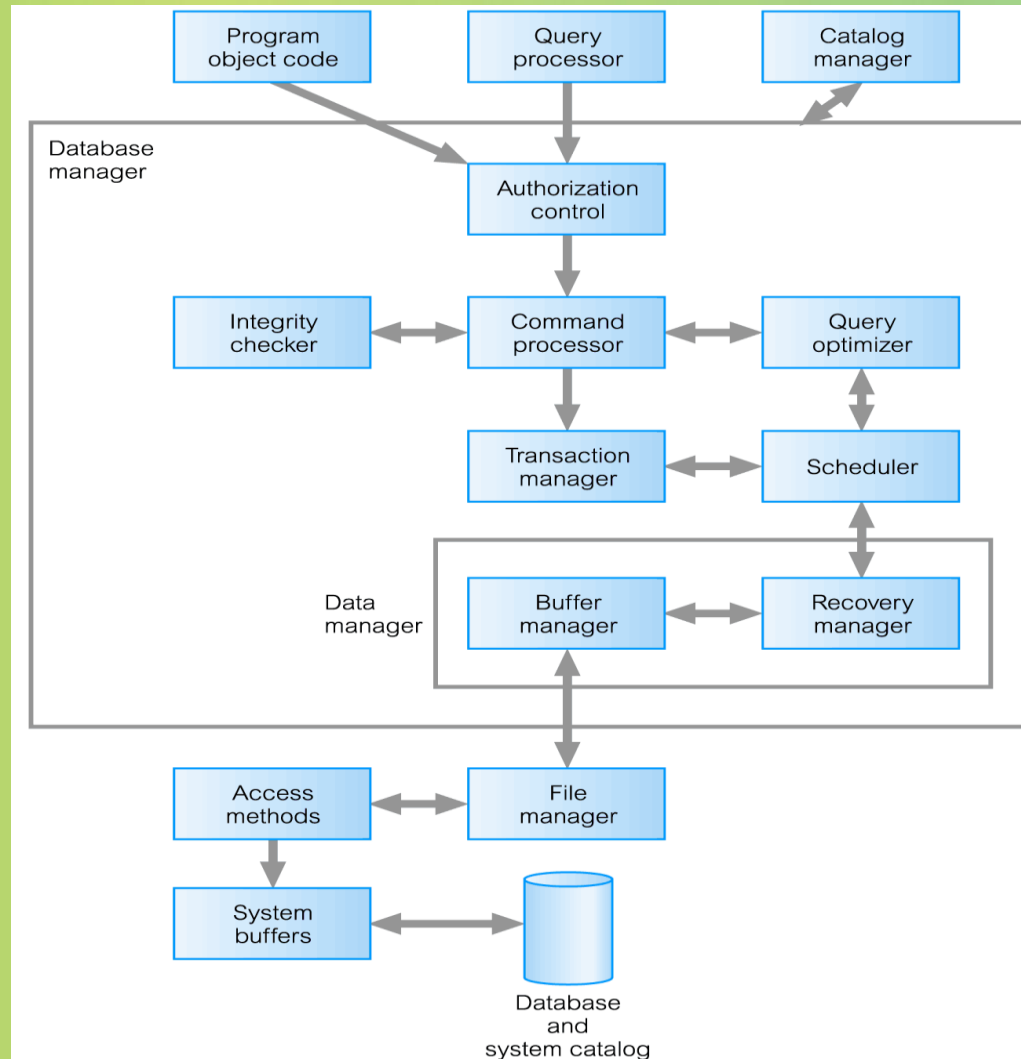 Program
object code
Query
processor
Catalog
manager
Database
manager
Authorization
control
Integrity
checker
Command
processor
Query
optimizer
Transaction
manager
Scheduler
Data
manager
Buffer
manager
Recovery
manager
Access
methods
File
manager
System
buffers
Database
and
system catalog